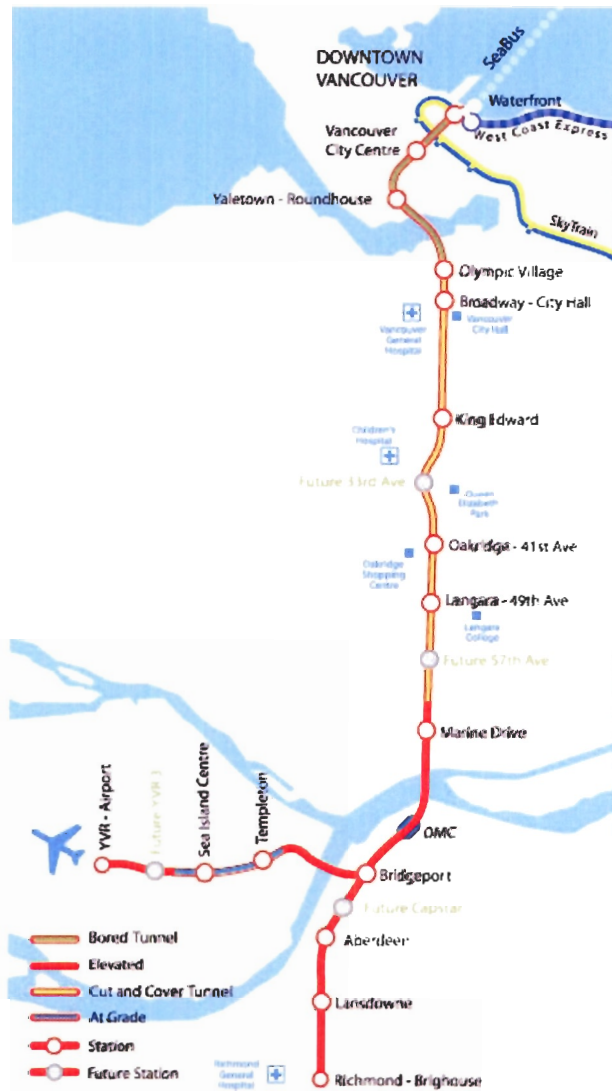 DOWNTOWN
VANCOUVER
SeaBus
Waterfront
West Coast Express
Vancouver
City Centre
Yaletown - Roundhouse
SkyTrain
Olympic Village
Broadway - City Hall
Vancouver
General
Hospital
Vancouver
City Hall
King Edward
Children's
Hospital
Future 33rd Ave
Queen
Elizabeth
Park
Oakridge - 41st Ave
Oakridge
Shopping
Centre
Langara - 49th Ave
Langara
College
Future 57th Ave
Marine Drive
YVR - Airport
Future YVR 3
Sea Island Centre
Templeton
OMC
Bridgeport
Future Capstan
Aberdeen
Lansdowne
Richmond - Brighouse
Richmond
General
Hospital
Bored Tunnel
Elevated
Cut and Cover Tunnel
At Grade
Station
Future Station